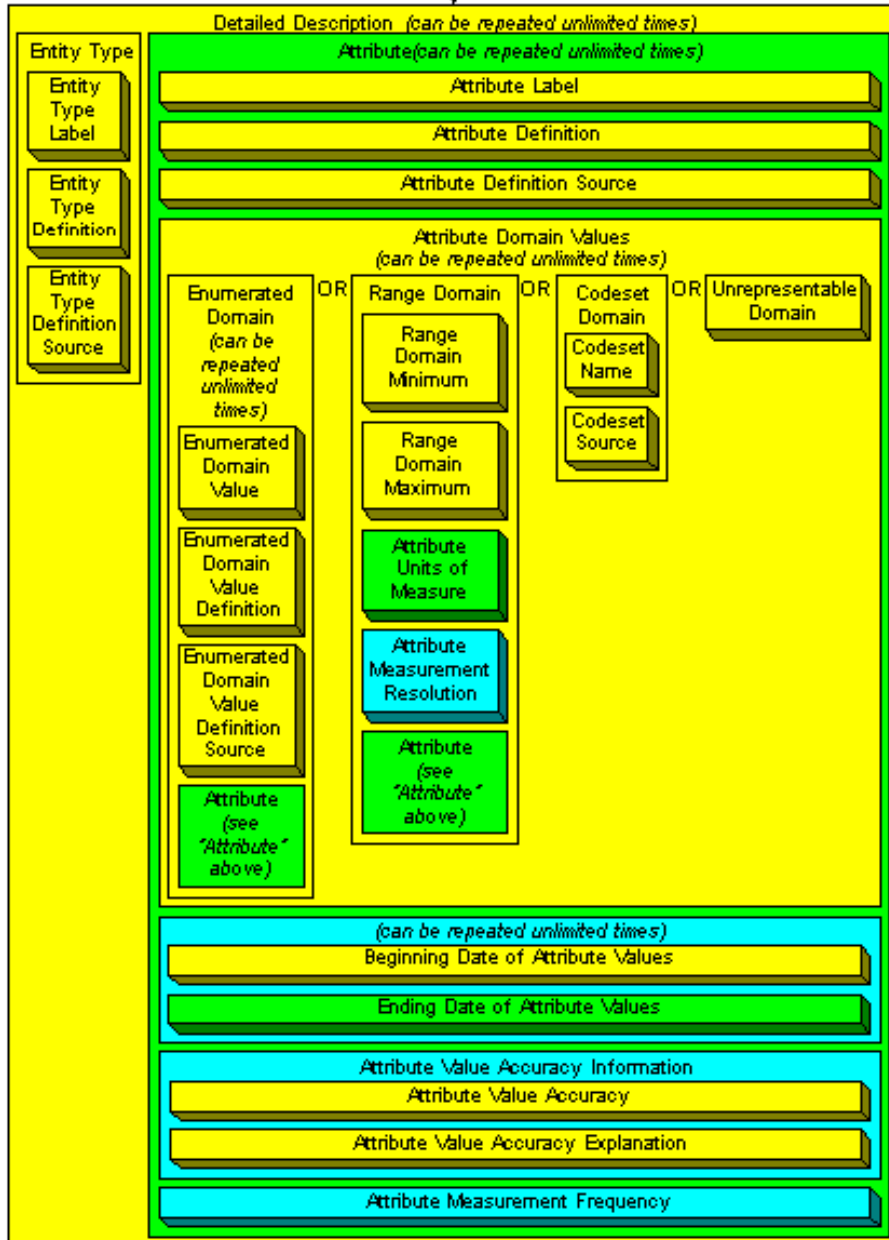 Detailed Description (can be repeated unlimited times)
Entity Type
Entity
Type
Label
Entity
Type
Definition
Entity
Type
Definition
Source
Attribute(can be repeated unlimited times)
Attribute Label
Attribute Definition
Attribute Definition Source
Attribute Domain Values
(can be repeated unlimited times)
Enumerated
Domain
(can be
repeated
unlimited
times)
Enumerated
Domain
Value
Enumerated
Domain
Value
Definition
Enumerated
Domain
Value
Definition
Source
Attribute
(see
"Attribute"
above)
OR
Range Domain
Range
Domain
Minimum
Range
Domain
Maximum
Attribute
Units of
Measure
Attribute
Measurement
Resolution
Attribute
(see
"Attribute"
above)
OR
Codeset
Domain
Codeset
Name
Codeset
Source
OR
Unrepresentable
Domain
(can be repeated unlimited times)
Beginning Date of Attribute Values
Ending Date of Attribute Values
Attribute Value Accuracy Information
Attribute Value Accuracy
Attribute Value Accuracy Explanation
Attribute Measurement Frequency